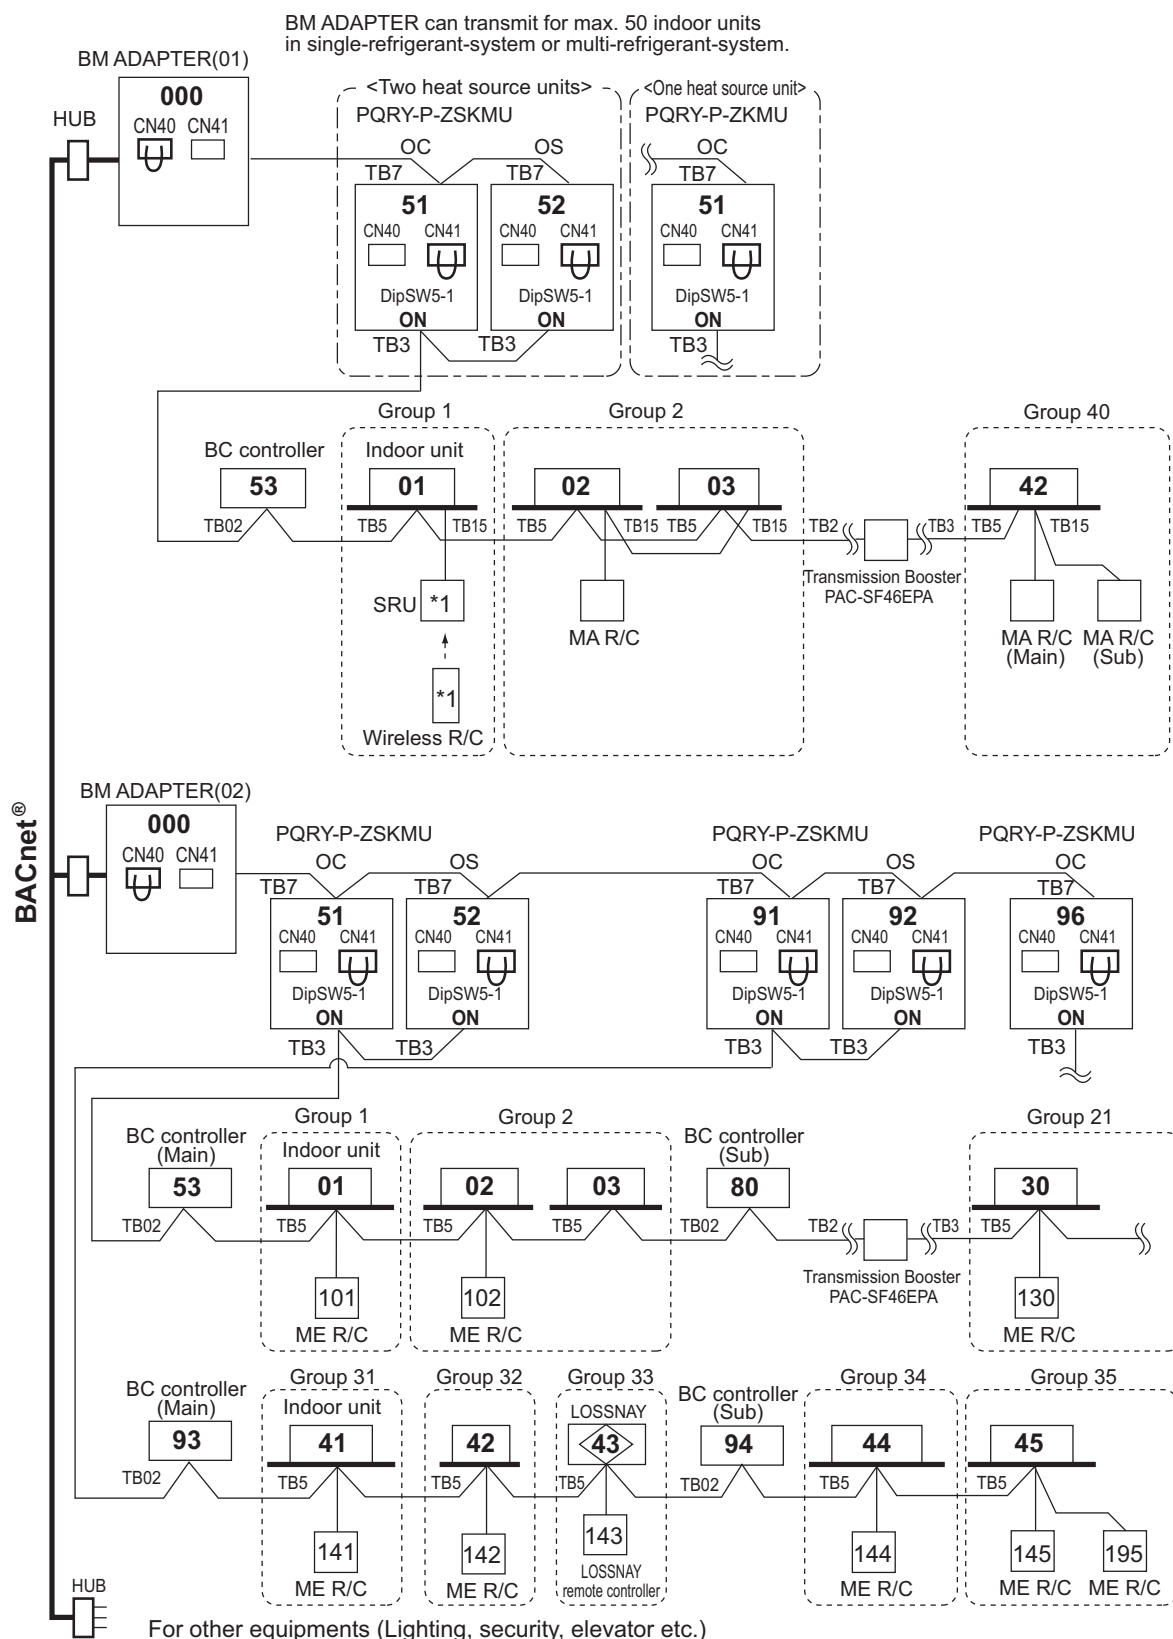 BM ADAPTER can transmit for max. 50 indoor units
in single-refrigerant-system or multi-refrigerant-system.
BM ADAPTER(01)
000
CN40 CN41
HUB
<Two heat source units>
PQRY-P-ZSKMU
<One heat source unit>
PQRY-P-ZKMU
OC OS OC
TB7 TB7 TB7
51 52 51
CN40 CN41 CN40 CN41 CN40 CN41
DipSW5-1 DipSW5-1 DipSW5-1
ON ON ON
TB3 TB3 TB3
Group 1 Group 2 Group 40
BC controller Indoor unit
53 01 02 03 42
TB02 TB5 TB15 TB5 TB15 TB5 TB15 TB2 TB3 TB5 TB15
Transmission Booster
PAC-SF46EPA
SRU *1
MA R/C
MA R/C
(Main)
MA R/C
(Sub)
*1
Wireless R/C
BACnet®
BM ADAPTER(02)
000
CN40 CN41
PQRY-P-ZSKMU PQRY-P-ZSKMU PQRY-P-ZSKMU
OC OS OC OS OC
TB7 TB7 TB7 TB7 TB7
51 52 91 92 96
CN40 CN41 CN40 CN41 CN40 CN41 CN40 CN41 CN40 CN41
DipSW5-1 DipSW5-1 DipSW5-1 DipSW5-1 DipSW5-1
ON ON ON ON ON
TB3 TB3 TB3 TB3 TB3
Group 1 Group 2 Group 21
BC controller
(Main)
Indoor unit
BC controller
(Sub)
53 01 02 03 80 30
TB02 TB5 TB5 TB5 TB02 TB2 TB3 TB5
Transmission Booster
PAC-SF46EPA
101 102 130
ME R/C ME R/C ME R/C
Group 31 Group 32 Group 33 Group 34 Group 35
BC controller
(Main)
Indoor unit
LOSSNAY
BC controller
(Sub)
93 41 42 43 94 44 45
TB02 TB5 TB5 TB5 TB02 TB5 TB5
141 142 143 144 145 195
ME R/C ME R/C
LOSSNAY
remote controller
ME R/C ME R/C ME R/C
HUB
For other equipments (Lighting, security, elevator etc.)